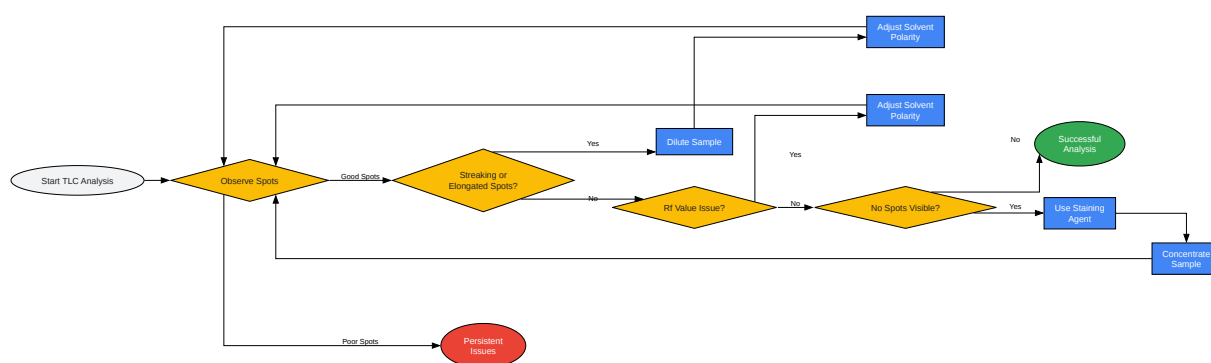 Adjust Solvent
Polarity
Adjust Solvent
Polarity
Yes
Dilute Sample
No
Successful
Analysis
Yes
Start TLC Analysis
Observe Spots
Good Spots
Streaking or
Elongated Spots?
No
Rf Value Issue?
No
No Spots Visible?
Yes
Use Staining
Agent
Concentrate
Sample
Poor Spots
Persistent
Issues